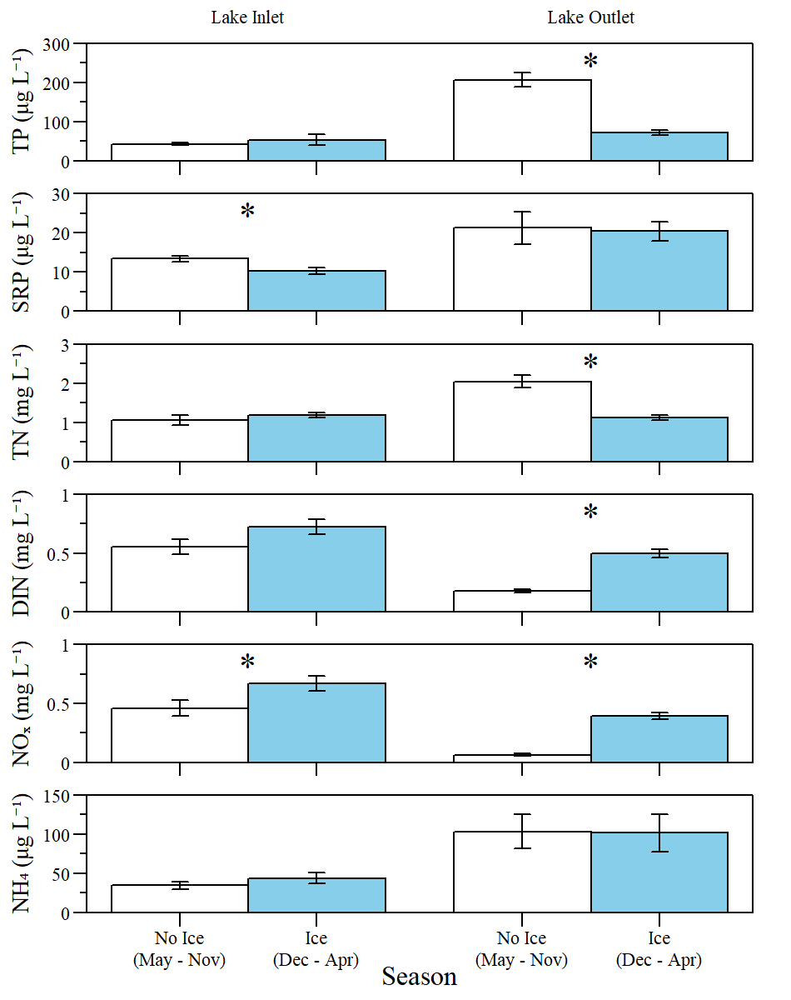 Lake Inlet Lake Outlet
TP (μg L⁻¹)
300
200
100
0
*
SRP (μg L⁻¹)
30
20
10
0
*
TN (mg L⁻¹)
3
2
1
0
*
DIN (mg L⁻¹)
1
0.5
0
*
NOₓ (mg L⁻¹)
1
0.5
0
* *
NH₄ (μg L⁻¹)
150
100
50
0
No Ice Ice No Ice Ice
(May - Nov) (Dec - Apr) (May - Nov) (Dec - Apr)
Season